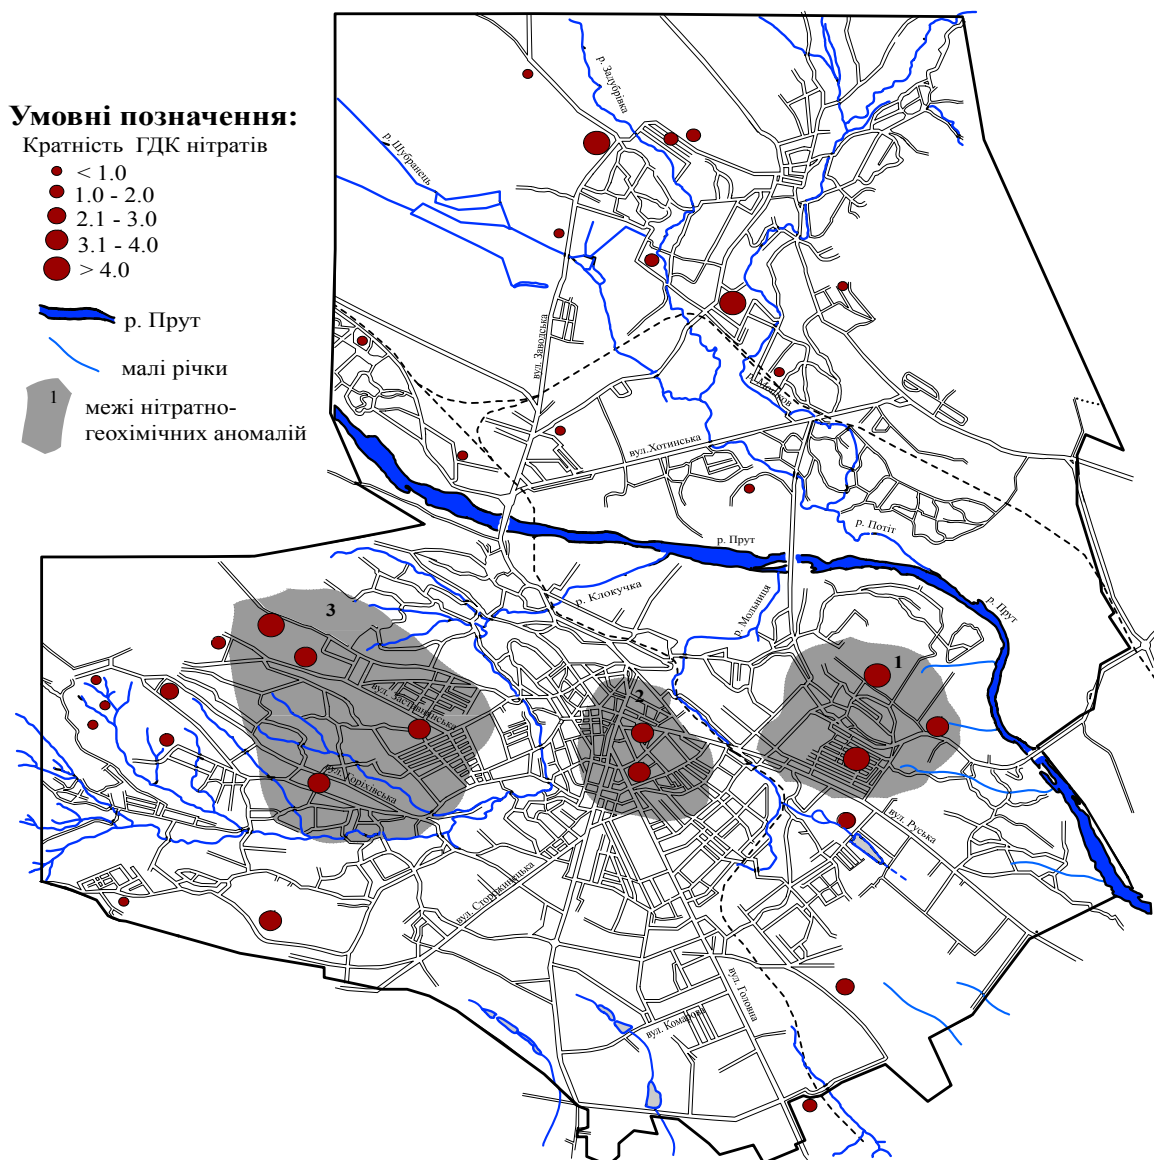 Умовні позначення:
Кратність ГДК нітратів
< 1.0
1.0 - 2.0
2.1 - 3.0
3.1 - 4.0
> 4.0
р. Прут
малі річки
1
межі нітратно-
геохімічних аномалій
р. Задубрівка
р. Шубранець
вул. Заводська
вул.Хотинська
р. Потіт
р. Прут
р. Прут
р. Клокучка
р. Мольниця
3
2
1
вул. Руська
вул. Сторожинецька
вул. Головна
вул. Комарова